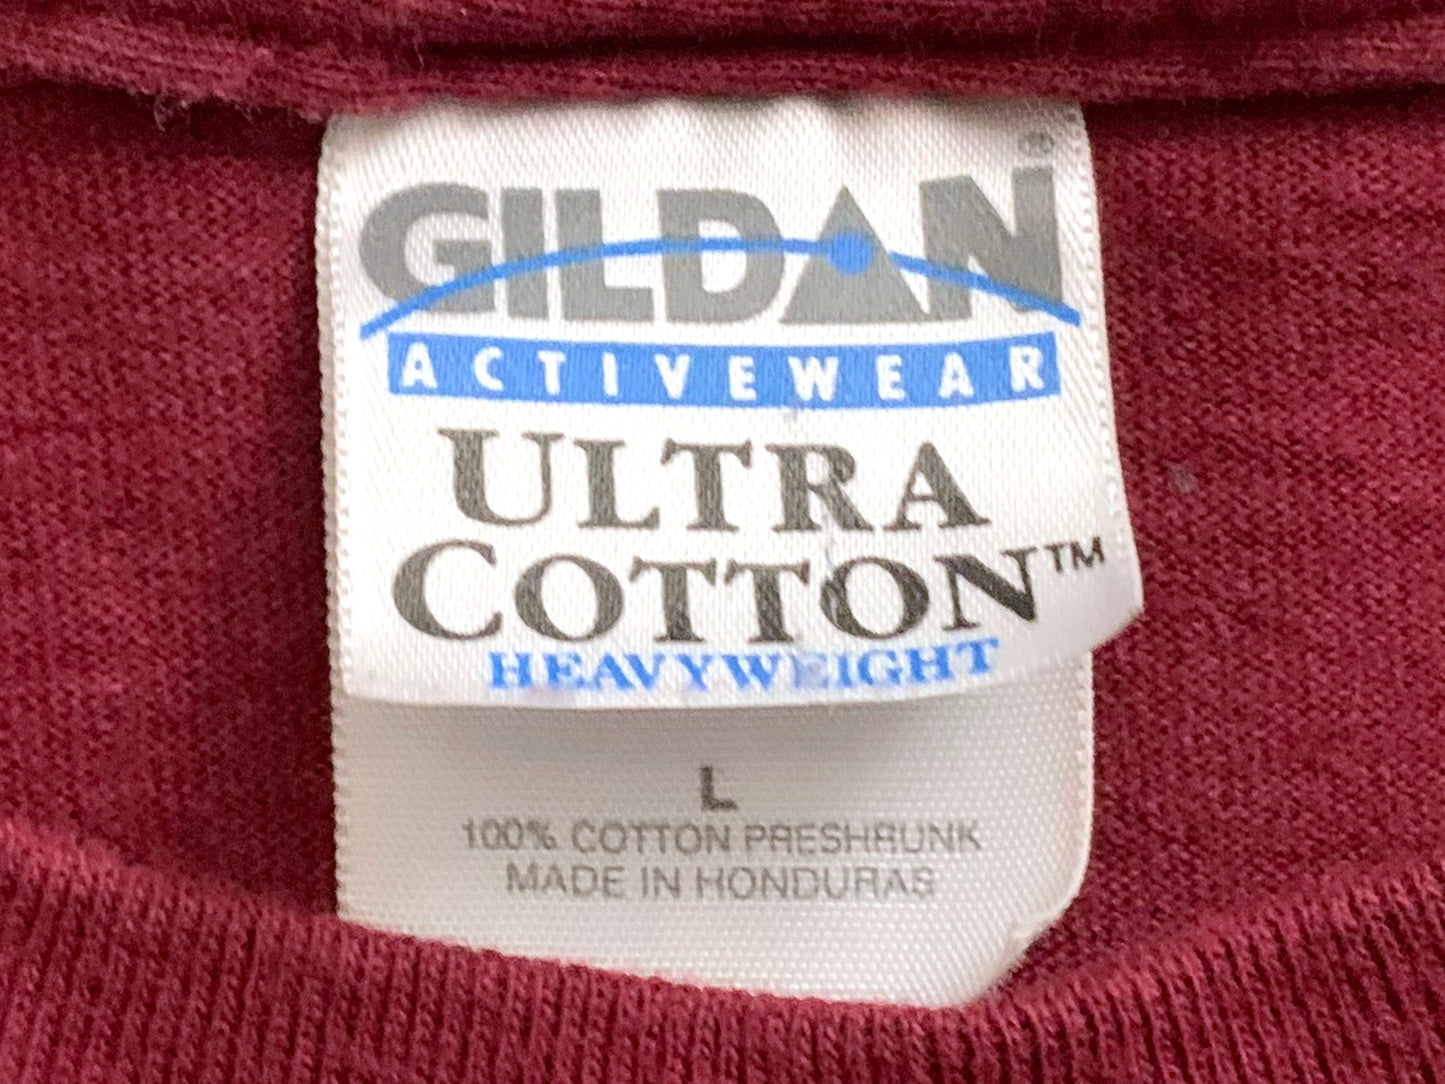 GILDAN®
ACTIVEWEAR
ULTRA
COTTON™
HEAVYWEIGHT
L
100% COTTON PRESHRUNK
MADE IN HONDURAS